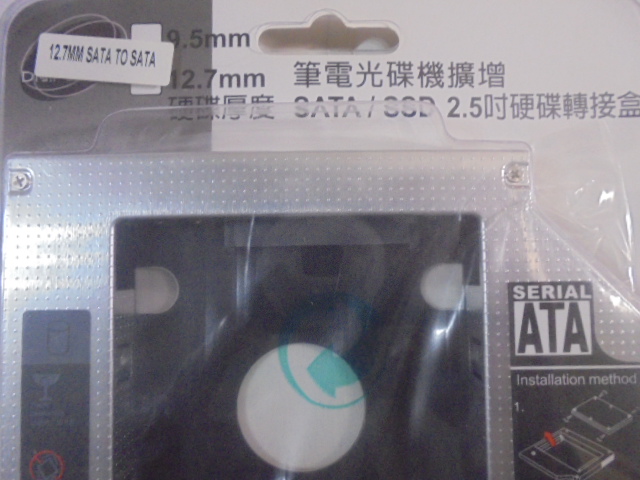 12.7MM SATA TO SATA
9.5mm
12.7mm 筆電光碟機擴增
硬碟厚度 SATA / SSD 2.5吋硬碟轉接盒
SERIAL
ATA
Installation method
1.